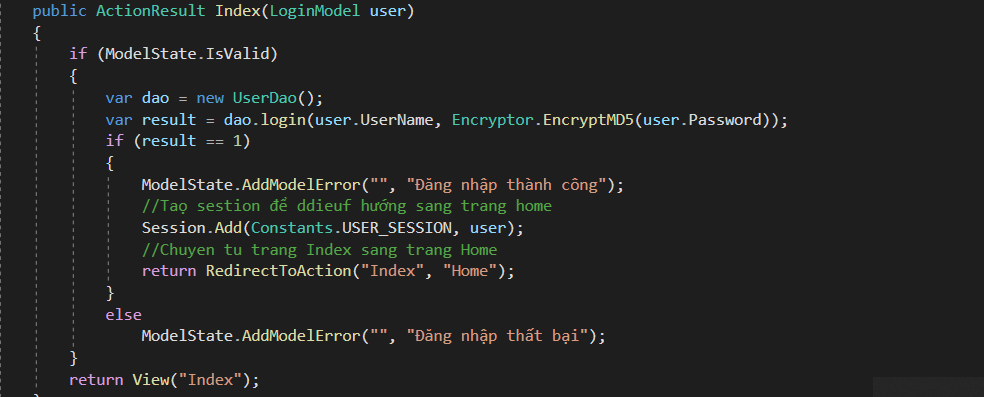 public ActionResult Index(LoginModel user)
{
if (ModelState.IsValid)
{
var dao = new UserDao();
var result = dao.login(user.UserName, Encryptor.EncryptMD5(user.Password));
if (result == 1)
{
ModelState.AddModelError("", "Đăng nhập thành công");
//Taọ sestion để ddieuf hướng sang trang home
Session.Add(Constants.USER_SESSION, user);
//Chuyen tu trang Index sang trang Home
return RedirectToAction("Index", "Home");
}
else
ModelState.AddModelError("", "Đăng nhập thất bại");
}
return View("Index");